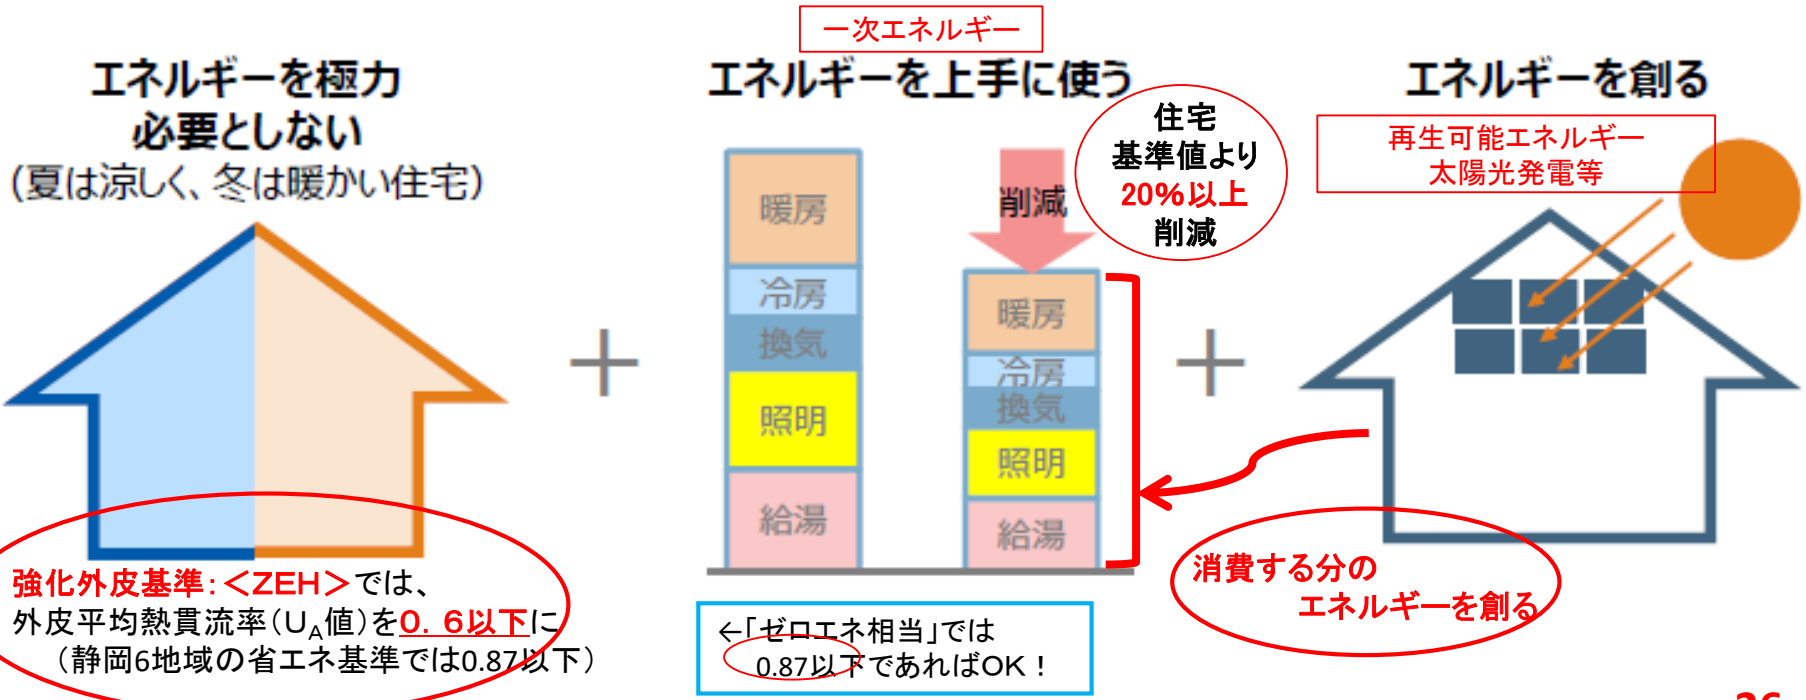 一次エネルギー
エネルギーを極力
必要としない
(夏は涼しく、冬は暖かい住宅)
エネルギーを上手に使う
エネルギーを創る
住宅
基準値より
20%以上
削減
再生可能エネルギー
太陽光発電等
削減
暖房
冷房
換気
照明
給湯
暖房
冷房
換気
照明
給湯
+
+
強化外皮基準:<ZEH>では、
外皮平均熱貫流率(UA値)を0.6以下に
(静岡6地域の省エネ基準では0.87以下)
←「ゼロエネ相当」では
0.87以下であればOK!
消費する分の
エネルギーを創る
26